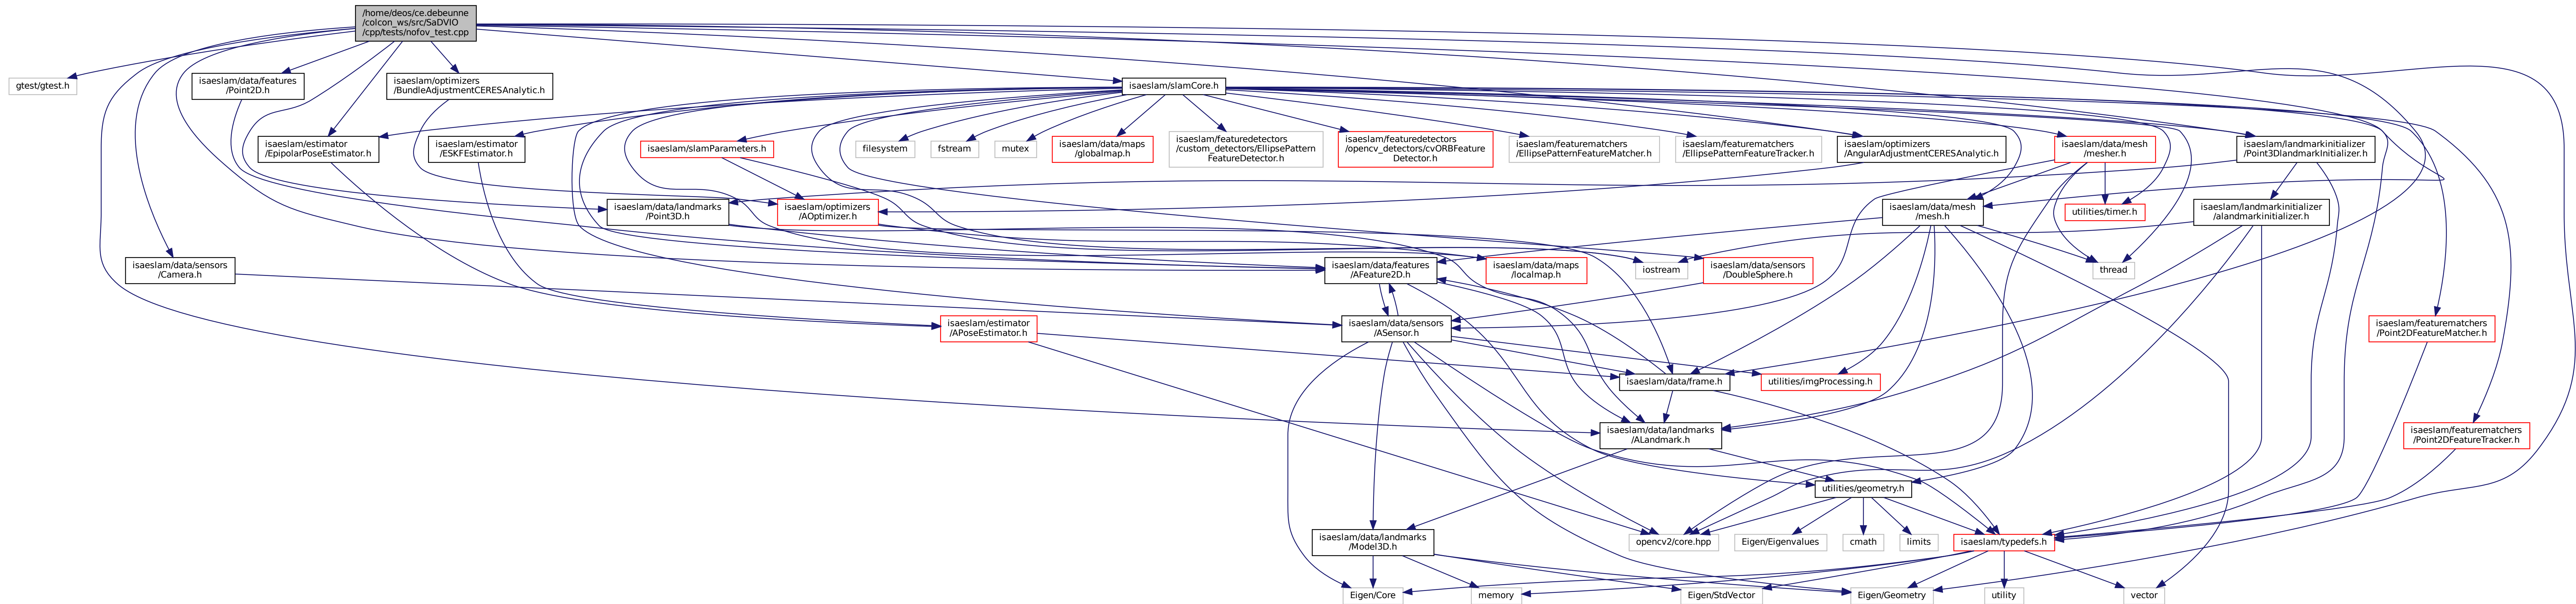 /home/deos/ce.debeunne
/colcon_ws/src/SaDVIO
/cpp/tests/nofov_test.cpp
gtest/gtest.h
isaeslam/data/features
/Point2D.h
isaeslam/optimizers
/BundleAdjustmentCERESAnalytic.h
isaeslam/slamCore.h
isaeslam/estimator
/EpipolarPoseEstimator.h
isaeslam/estimator
/ESKFEstimator.h
isaeslam/slamParameters.h
filesystem
fstream
mutex
isaeslam/data/maps
/globalmap.h
isaeslam/featuredetectors
/custom_detectors/EllipsePattern
FeatureDetector.h
isaeslam/featuredetectors
/opencv_detectors/cvORBFeature
Detector.h
isaeslam/featurematchers
/EllipsePatternFeatureMatcher.h
isaeslam/featurematchers
/EllipsePatternFeatureTracker.h
isaeslam/optimizers
/AngularAdjustmentCERESAnalytic.h
isaeslam/data/mesh
/mesher.h
isaeslam/landmarkinitializer
/Point3DlandmarkInitializer.h
isaeslam/data/landmarks
/Point3D.h
isaeslam/optimizers
/AOptimizer.h
isaeslam/data/mesh
/mesh.h
utilities/timer.h
isaeslam/landmarkinitializer
/alandmarkinitializer.h
isaeslam/data/sensors
/Camera.h
isaeslam/data/features
/AFeature2D.h
isaeslam/data/maps
/localmap.h
iostream
isaeslam/data/sensors
/DoubleSphere.h
thread
isaeslam/estimator
/APoseEstimator.h
isaeslam/data/sensors
/ASensor.h
isaeslam/featurematchers
/Point2DFeatureMatcher.h
isaeslam/data/frame.h
utilities/imgProcessing.h
isaeslam/data/landmarks
/ALandmark.h
isaeslam/featurematchers
/Point2DFeatureTracker.h
utilities/geometry.h
isaeslam/data/landmarks
/Model3D.h
opencv2/core.hpp
Eigen/Eigenvalues
cmath
limits
isaeslam/typedefs.h
Eigen/Core
memory
Eigen/StdVector
Eigen/Geometry
utility
vector